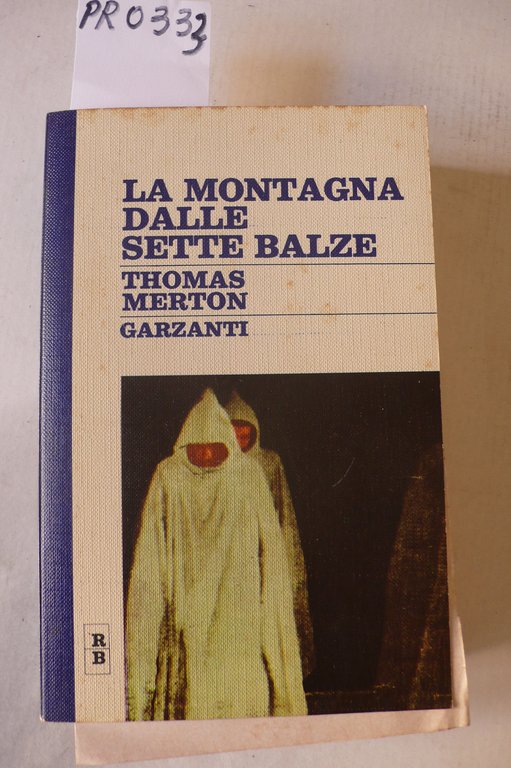 PR0333
LA MONTAGNA
DALLE
SETTE BALZE
THOMAS
MERTON
GARZANTI
R
B